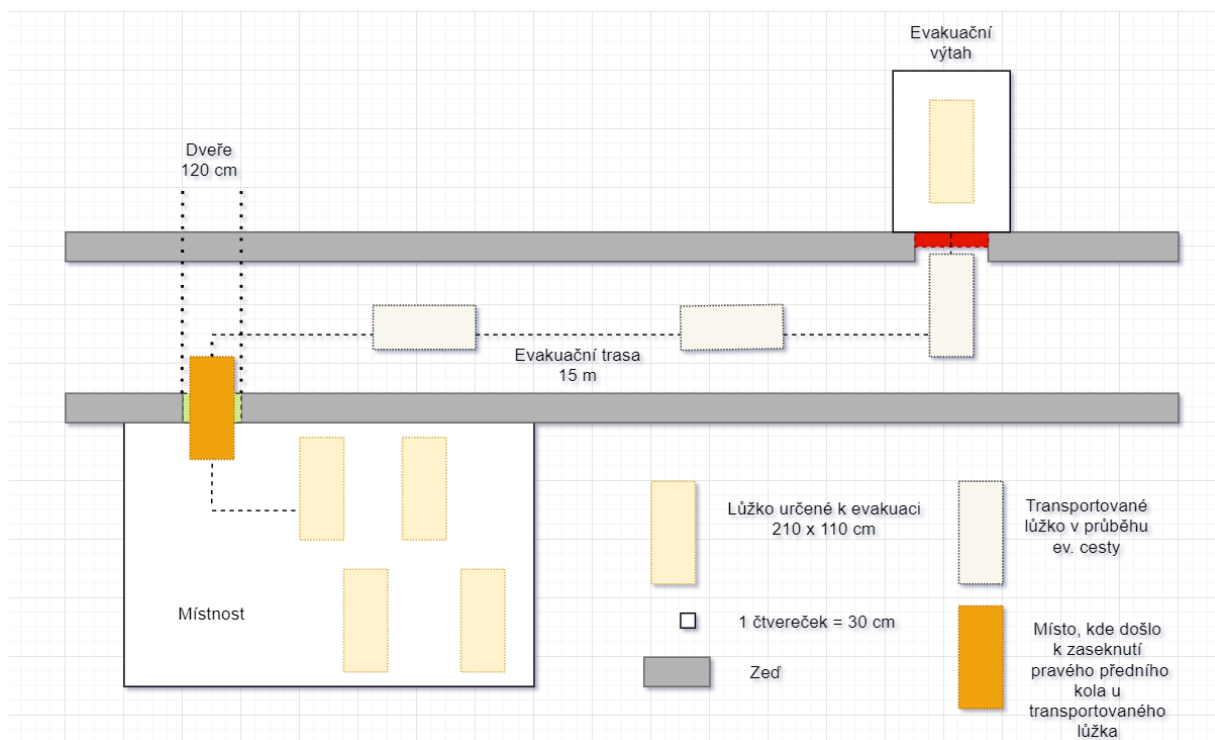 Evakuační
výtah
Dveře
120 cm
Evakuační trasa
15 m
Místnost
Lůžko určené k evakuaci
210 x 110 cm
1 čtvereček = 30 cm
Zeď
Transportované
lůžko v průběhu
ev. cesty
Místo, kde došlo
k zaseknutí
pravého předního
kola u
transportovaného
lůžka